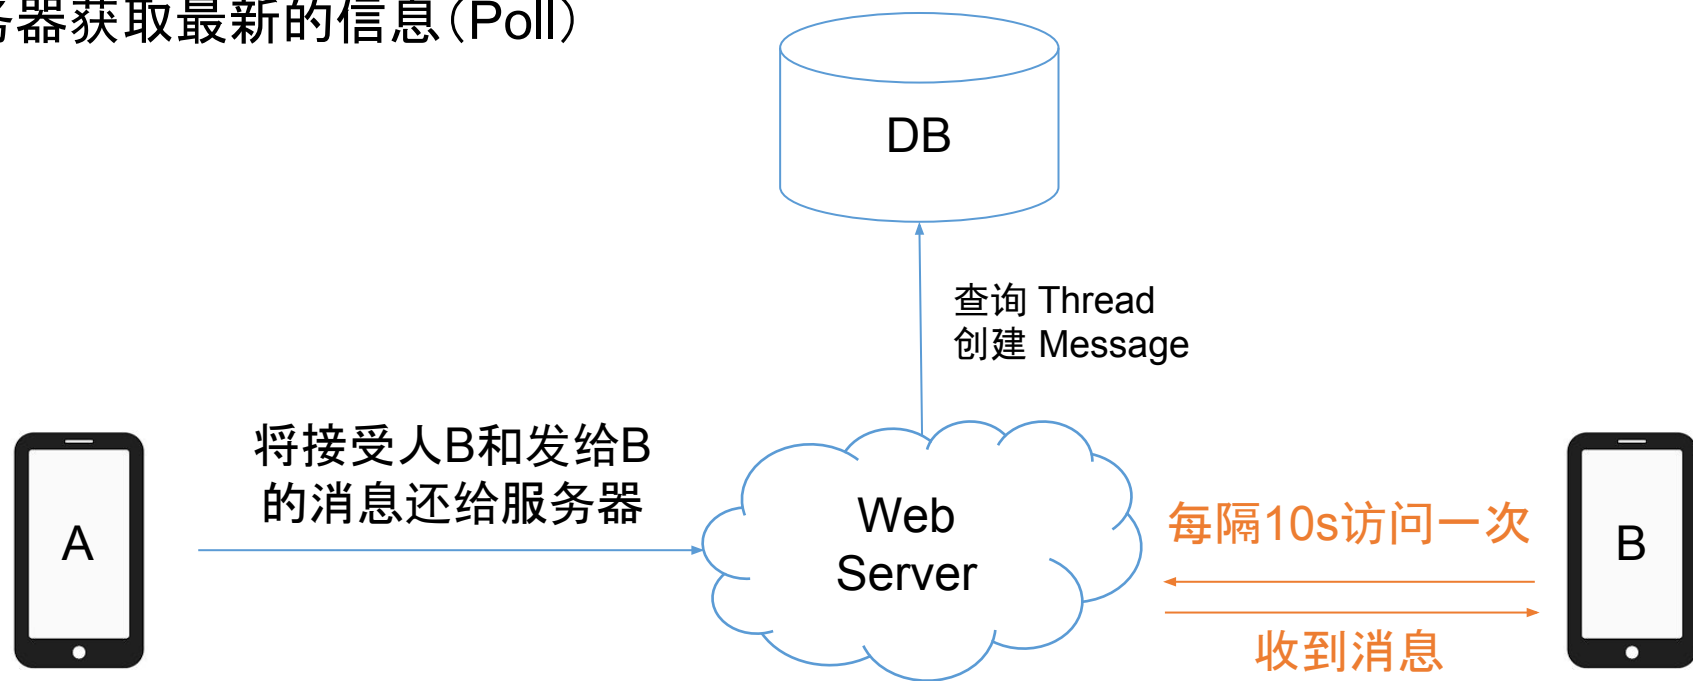 务器获取最新的信息（Poll）
DB
查询 Thread
创建 Message
将接受人B和发给B
的消息还给服务器
A
Web
Server
每隔10s访问一次
收到消息
B